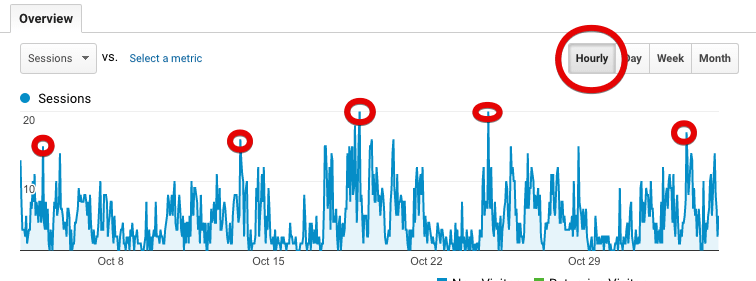 Overview
Sessions vs. Select a metric
Hourly Day Week Month
Sessions
20
10
Oct 8 Oct 15 Oct 22 Oct 29